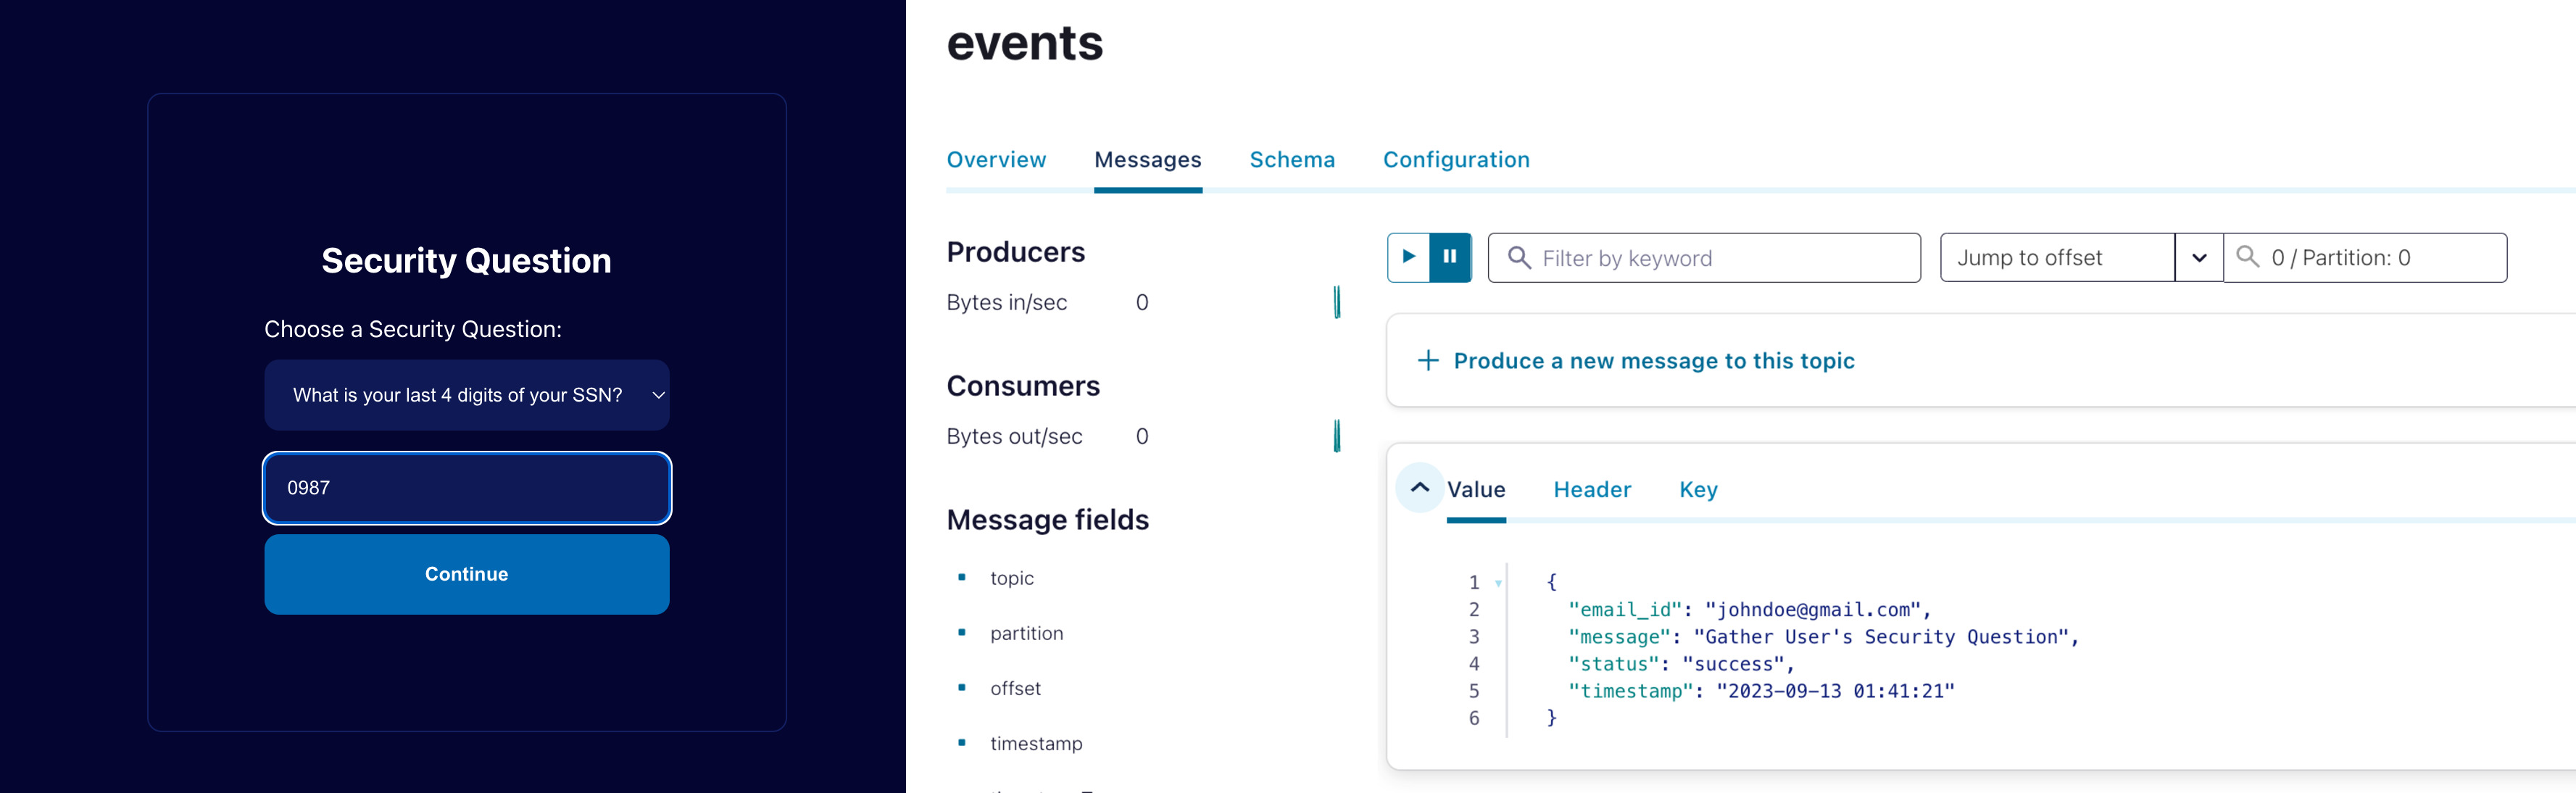 Security Question
Choose a Security Question:
What is your last 4 digits of your SSN?
0987
Continue
events
Overview Messages Schema Configuration
Producers
Bytes in/sec 0
Consumers
Bytes out/sec 0
Message fields
topic
partition
offset
timestamp
Filter by keyword
Jump to offset
0 / Partition: 0
+ Produce a new message to this topic
Value Header Key
1 {
2 "email_id": "johndoe@gmail.com",
3 "message": "Gather User's Security Question",
4 "status": "success",
5 "timestamp": "2023-09-13 01:41:21"
6 }